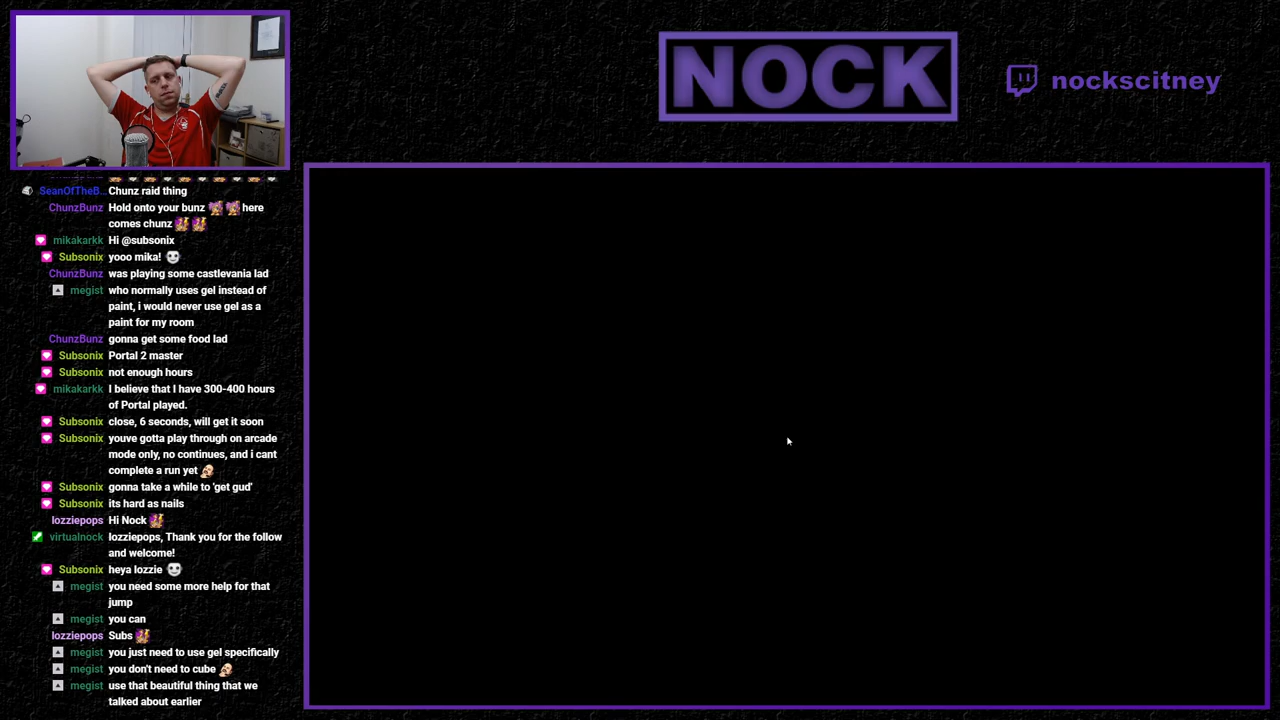 NOCK
nockscitney
SeanOfTheB... Chunz raid thing
ChunzBunz Hold onto your bunz here
comes chunz
mikakarkk Hi @subsonix
Subsonix yooo mika!
ChunzBunz was playing some castlevania lad
megist who normally uses gel instead of
paint, i would never use gel as a
paint for my room
ChunzBunz gonna get some food lad
Subsonix Portal 2 master
Subsonix not enough hours
mikakarkk I believe that I have 300-400 hours
of Portal played.
Subsonix close, 6 seconds, will get it soon
Subsonix youve gotta play through on arcade
mode only, no continues, and i cant
complete a run yet
Subsonix gonna take a while to 'get gud'
Subsonix its hard as nails
lozziepops Hi Nock
virtualnock lozziepops, Thank you for the follow
and welcome!
Subsonix heya lozzie
megist you need some more help for that
jump
megist you can
lozziepops Subs
megist you just need to use gel specifically
megist you don't need to cube
megist use that beautiful thing that we
talked about earlier